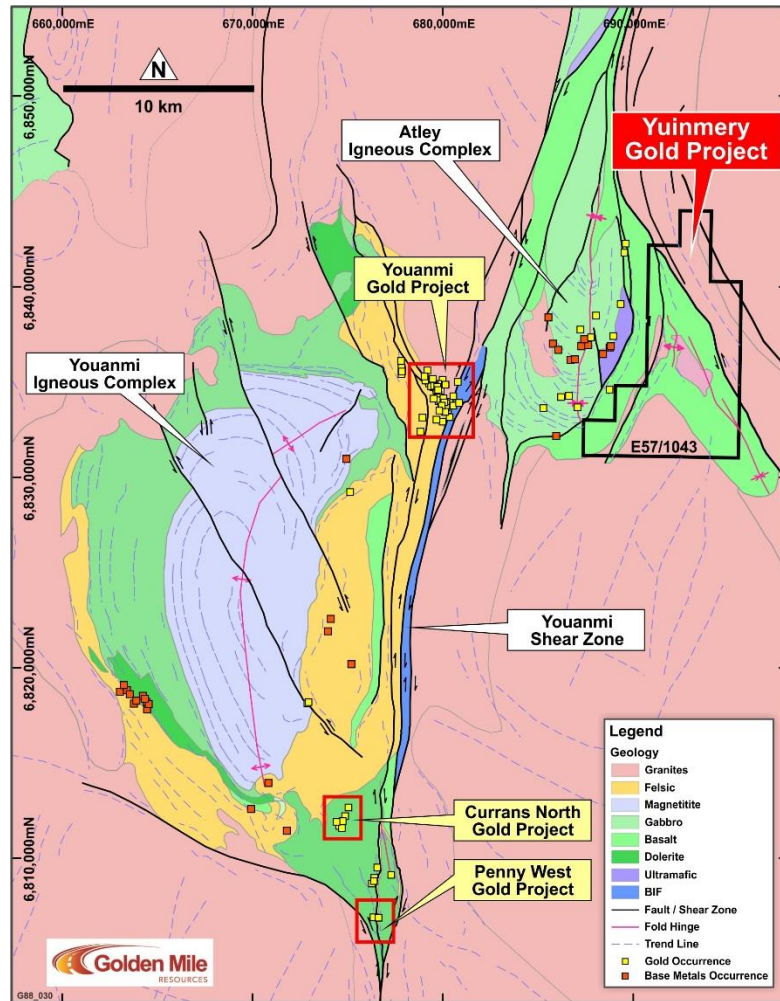 660,000mE
670,000mE
680,000mE
690,000mE
N
10 km
6,850,000mN
6,840,000mN
6,830,000mN
6,820,000mN
6,810,000mN
Atley
Igneous Complex
Yuinmery
Gold Project
Youanmi
Gold Project
Youanmi
Igneous Complex
E57/1043
Youanmi
Shear Zone
Currans North
Gold Project
Penny West
Gold Project
Legend
Geology
Granites
Felsic
Magnetitite
Gabbro
Basalt
Dolerite
Ultramafic
BIF
Fault / Shear Zone
Fold Hinge
Trend Line
Gold Occurrence
Base Metals Occurrence
Golden Mile
RESOURCES
G88_030